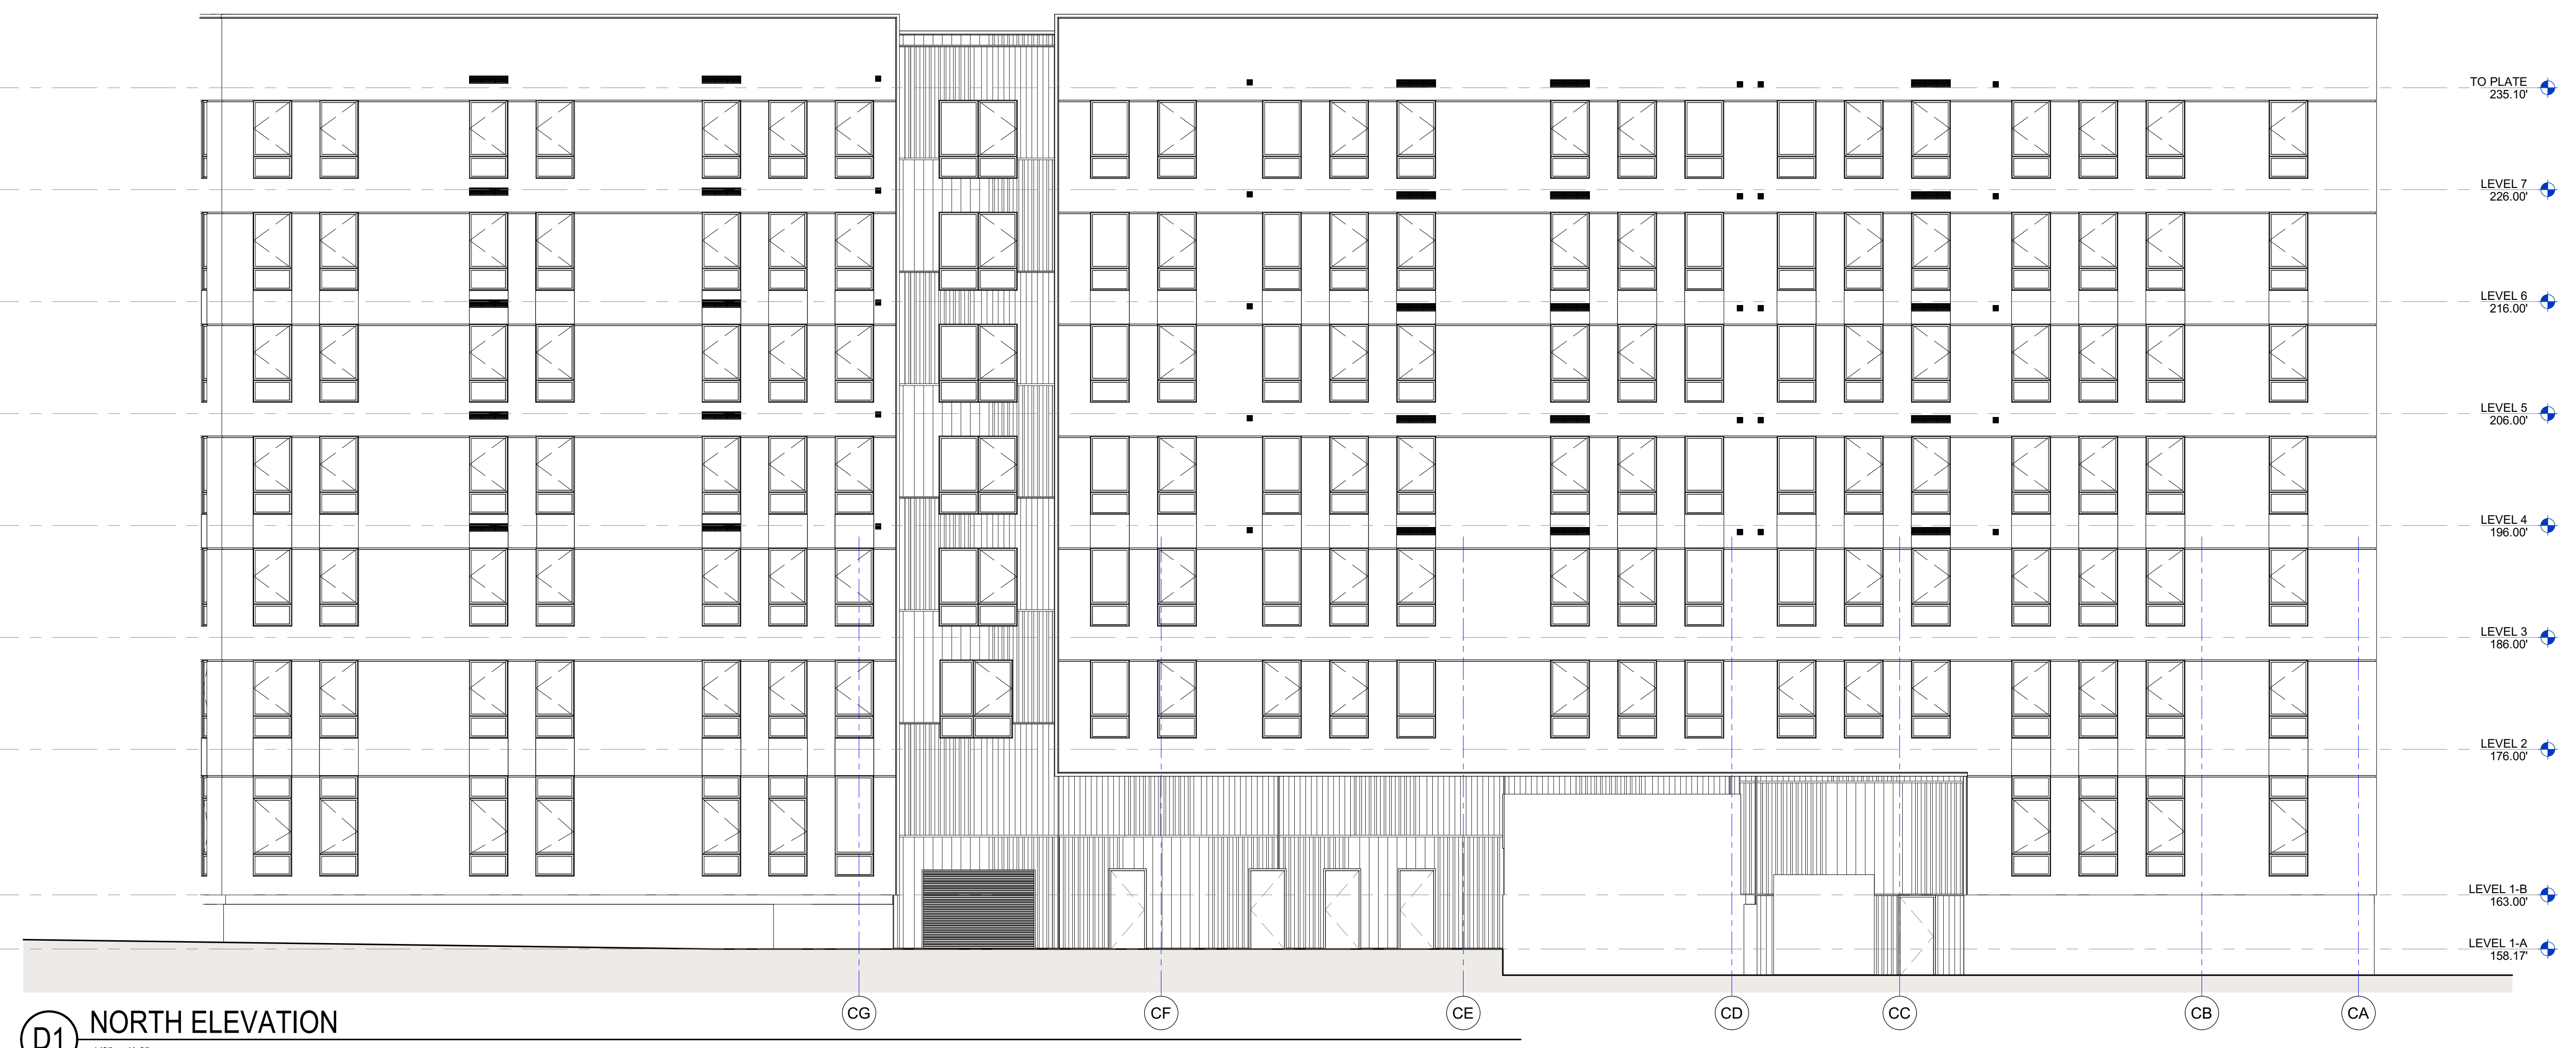 TO PLATE
235.10'
LEVEL 7
226.00'
LEVEL 6
216.00'
LEVEL 5
206.00'
LEVEL 4
196.00'
LEVEL 3
186.00'
LEVEL 2
176.00'
LEVEL 1-B
163.00'
LEVEL 1-A
158.17'
CG CF CE CD CC CB CA
D1 NORTH ELEVATION